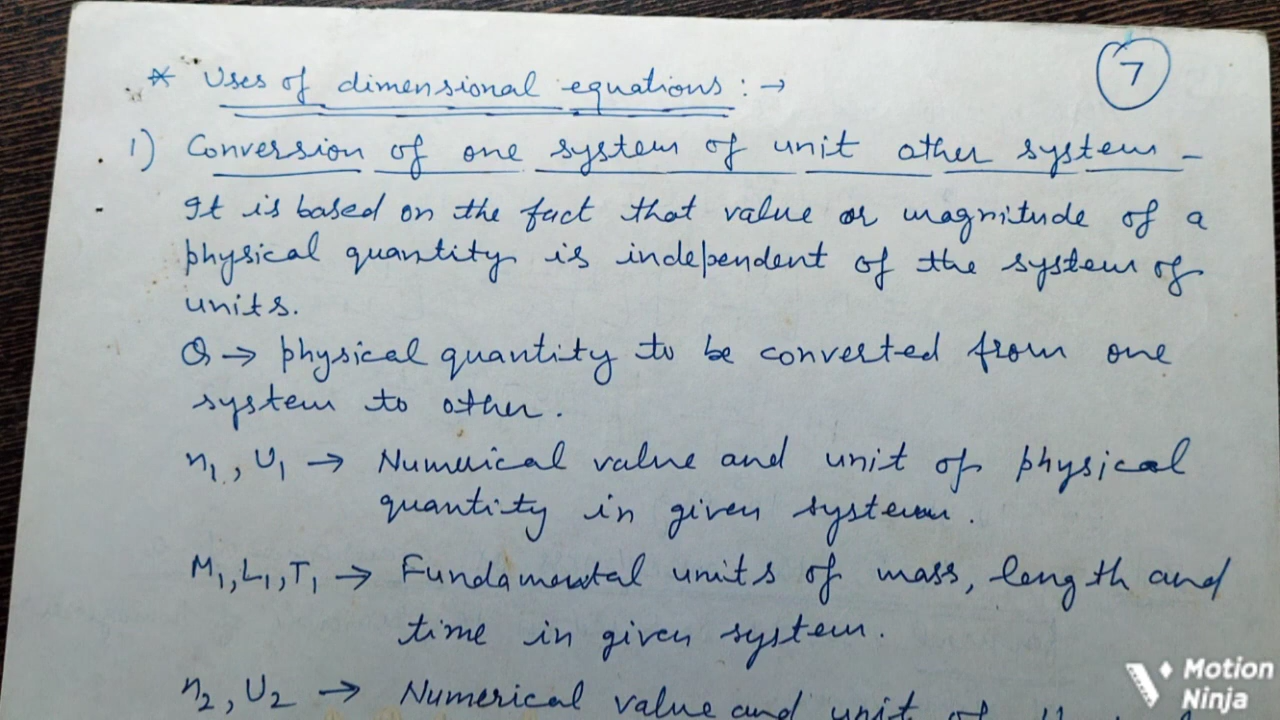 * Uses of dimensional equations : →
7
1) Conversion of one system of unit other system -
It is based on the fact that value or magnitude of a
physical quantity is independent of the system of
units.
Q → physical quantity to be converted from one
system to other.
n₁, U₁ → Numerical value and unit of physical
quantity in given system.
M₁, L₁, T₁ → Fundamental units of mass, length and
time in given system.
n₂, U₂ → Numerical value and unit of
Motion
Ninja